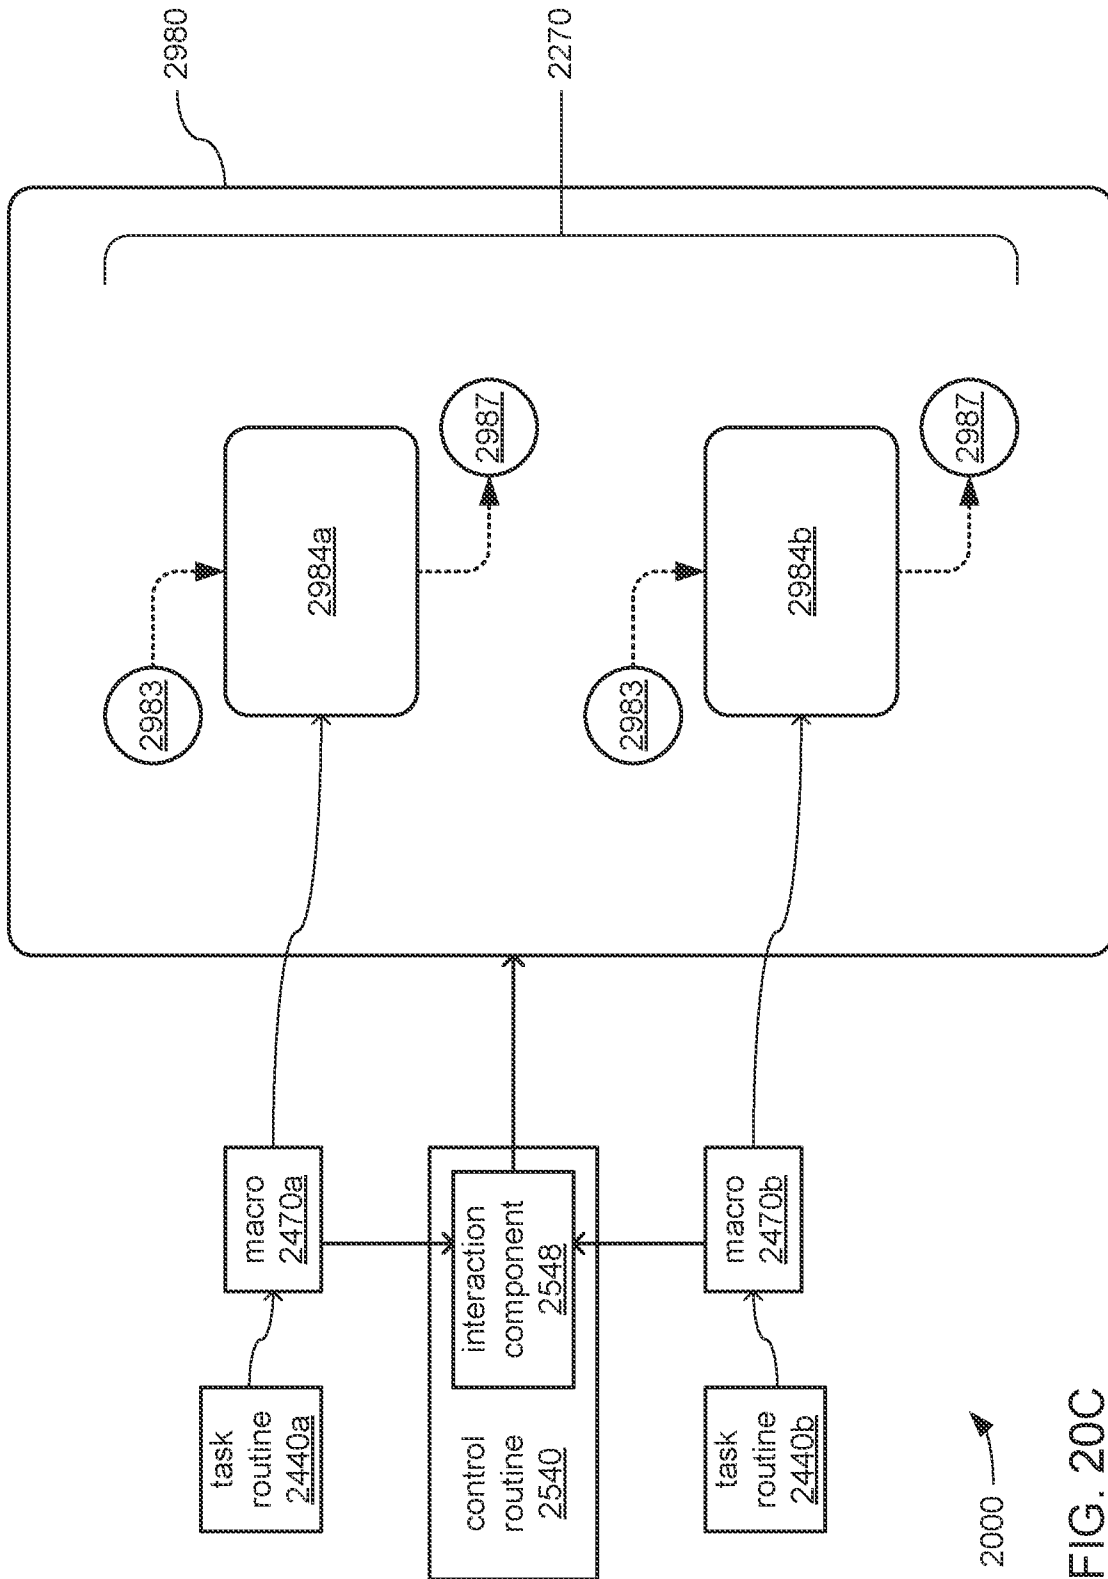 task
routine
2440a
macro
2470a
2983
2984a
2987
2980
control
routine
2540
interaction
component
2548
2270
task
routine
2440b
macro
2470b
2983
2984b
2987
2000
FIG. 20C